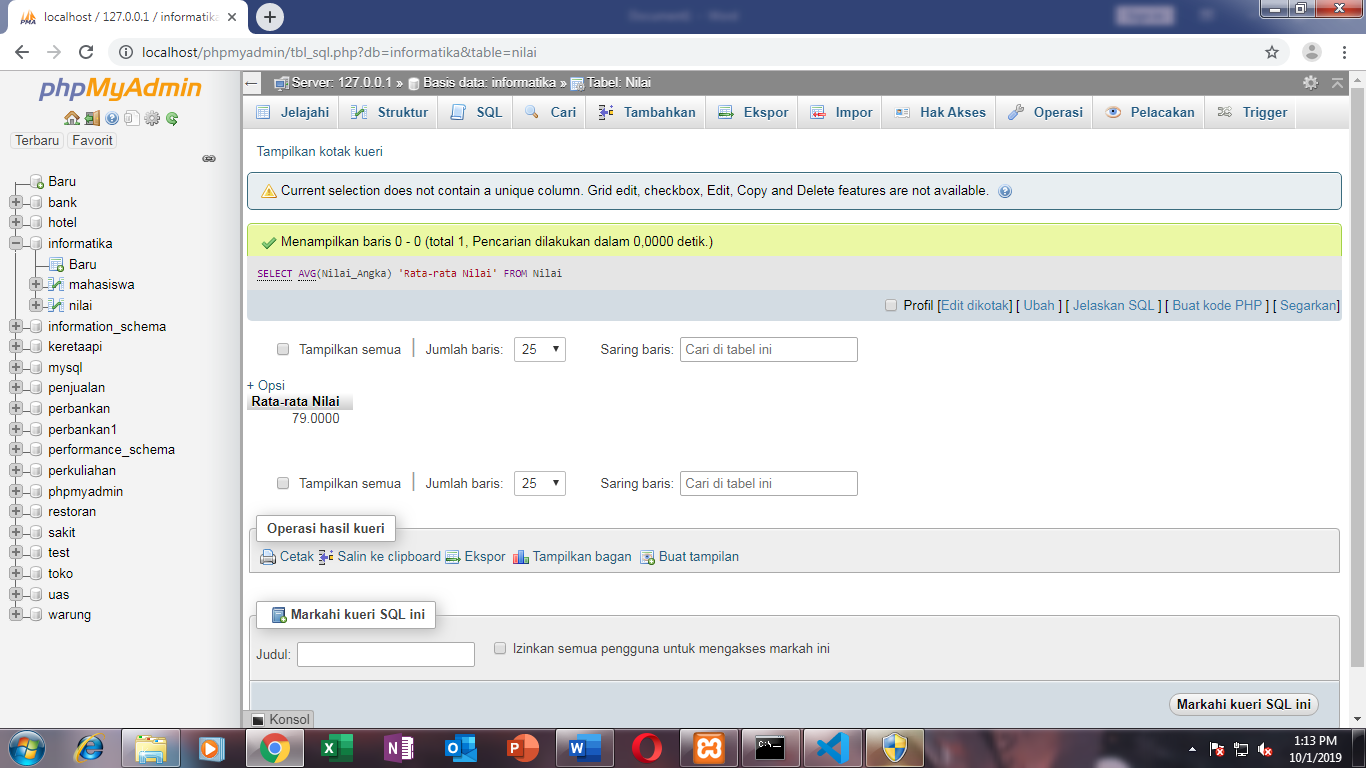 localhost / 127.0.0.1 / informatika
localhost/phpmyadmin/tbl_sql.php?db=informatika&table=nilai
phpMyAdmin
Terbaru Favorit
Baru
bank
hotel
informatika
Baru
mahasiswa
nilai
information_schema
keretaapi
mysql
penjualan
perbankan
perbankan1
performance_schema
perkuliahan
phpmyadmin
restoran
sakit
test
toko
uas
warung
Server: 127.0.0.1 » Basis data: informatika » Tabel: Nilai
Jelajahi Struktur SQL Cari Tambahkan Ekspor Impor Hak Akses Operasi Pelacakan Trigger
Tampilkan kotak kueri
Current selection does not contain a unique column. Grid edit, checkbox, Edit, Copy and Delete features are not available.
Menampilkan baris 0 - 0 (total 1, Pencarian dilakukan dalam 0,0000 detik.)
SELECT AVG(Nilai_Angka) 'Rata-rata Nilai' FROM Nilai
Profil [Edit dikotak] [ Ubah ] [ Jelaskan SQL ] [ Buat kode PHP ] [ Segarkan]
Tampilkan semua | Jumlah baris: 25 Saring baris: Cari di tabel ini
+ Opsi
Rata-rata Nilai
79.0000
Tampilkan semua | Jumlah baris: 25 Saring baris: Cari di tabel ini
Operasi hasil kueri
Cetak Salin ke clipboard Ekspor Tampilkan bagan Buat tampilan
Markahi kueri SQL ini
Judul: Izinkan semua pengguna untuk mengakses markah ini
Markahi kueri SQL ini
Konsol
1:13 PM
10/1/2019